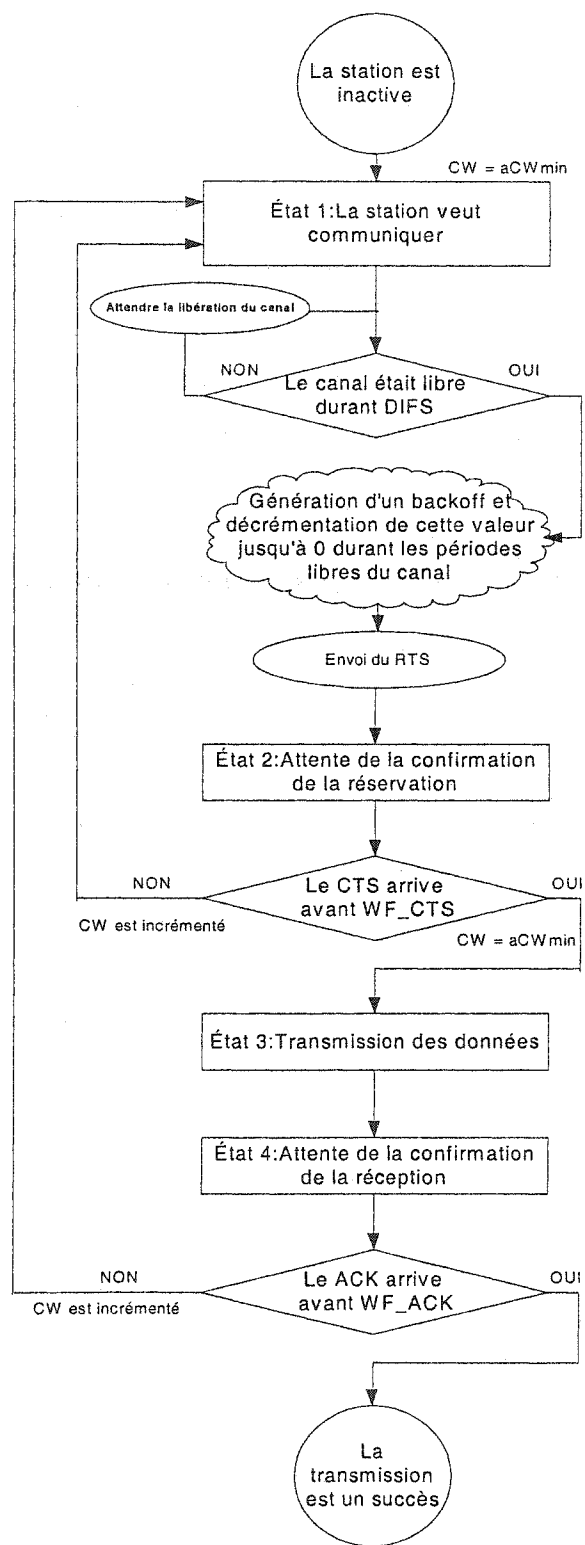 La station est
inactive
CW = aCWmin
État 1:La station veut
communiquer
Attendre la libération du canal
NON
OUI
Le canal était libre
durant DIFS
Génération d'un backoff et
décrémentation de cette valeur
jusqu'à 0 durant les périodes
libres du canal
Envoi du RTS
État 2:Attente de la confirmation
de la réservation
NON
OUI
Le CTS arrive
avant WF_CTS
CW est incrémenté
CW = aCWmin
État 3:Transmission des données
État 4:Attente de la confirmation
de la réception
NON
OUI
Le ACK arrive
avant WF_ACK
CW est incrémenté
La
transmission
est un succès